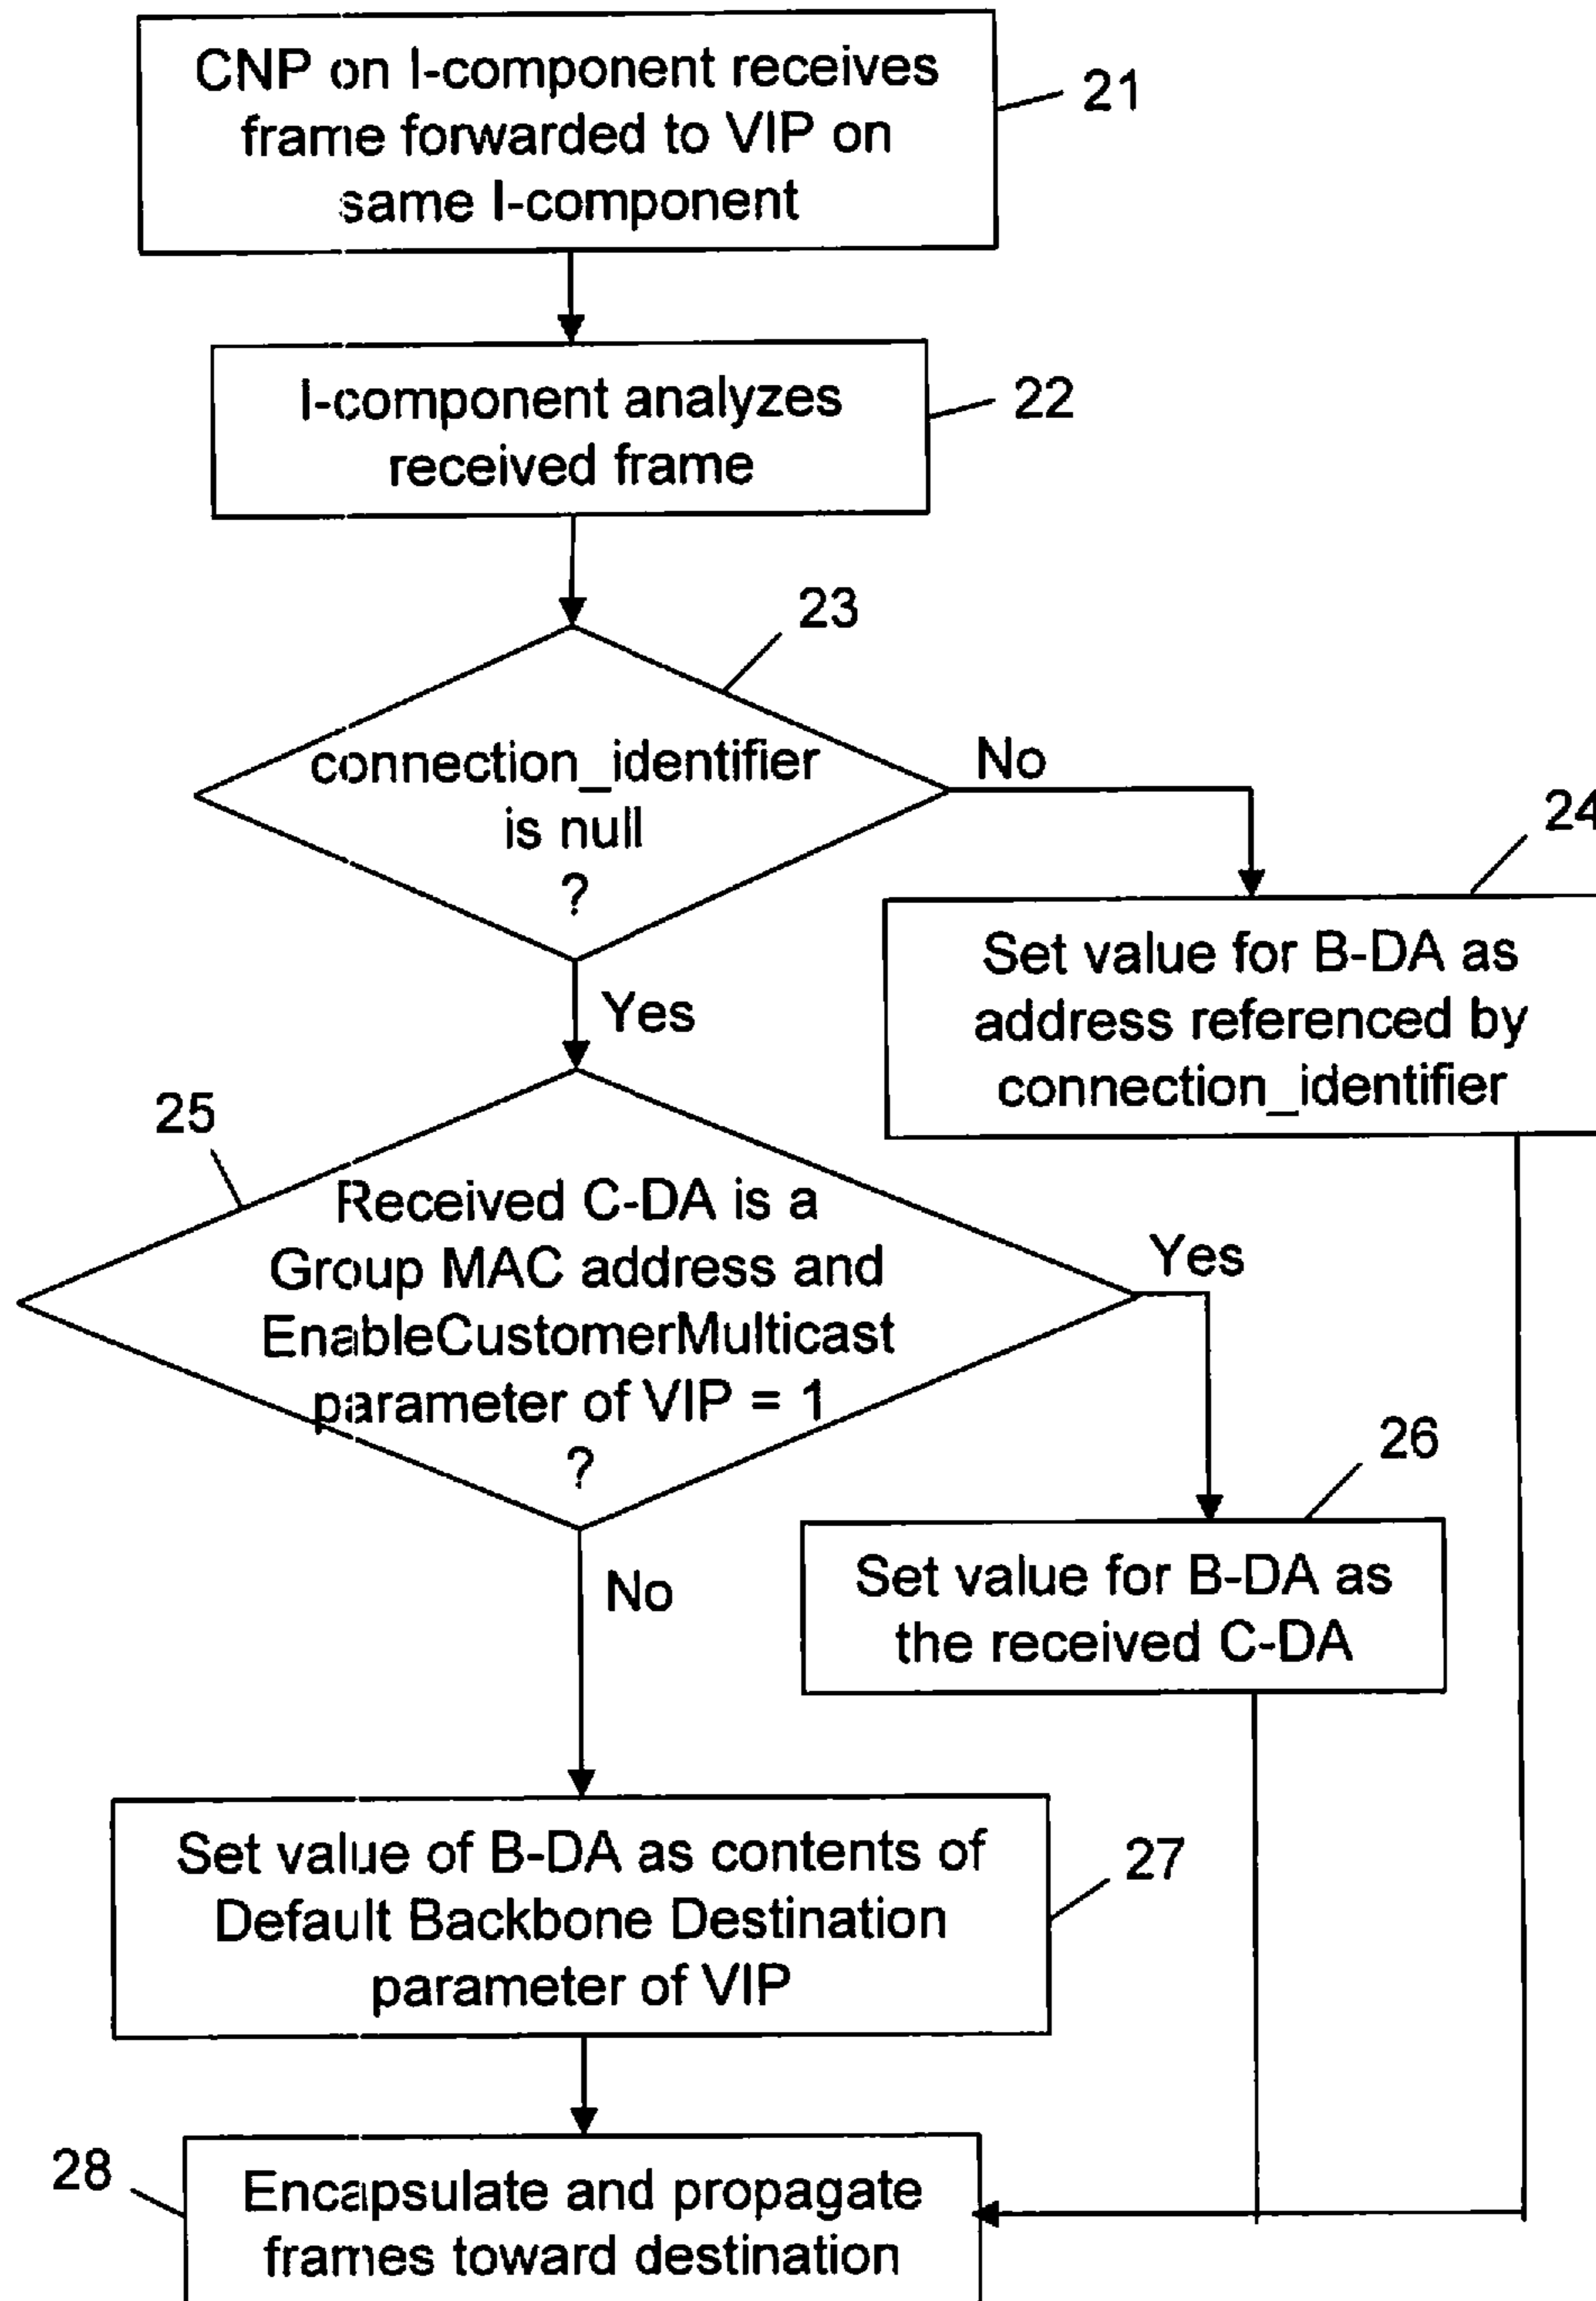 CNP on I-component receives
frame forwarded to VIP on
same I-component
21
I-component analyzes
received frame
22
23
connection_identifier
is null
?
No
Yes
24
Set value for B-DA as
address referenced by
connection_identifier
25
Received C-DA is a
Group MAC address and
EnableCustomerMulticast
parameter of VIP = 1
?
Yes
No
26
Set value for B-DA as
the received C-DA
Set value of B-DA as contents of
Default Backbone Destination
parameter of VIP
27
28
Encapsulate and propagate
frames toward destination